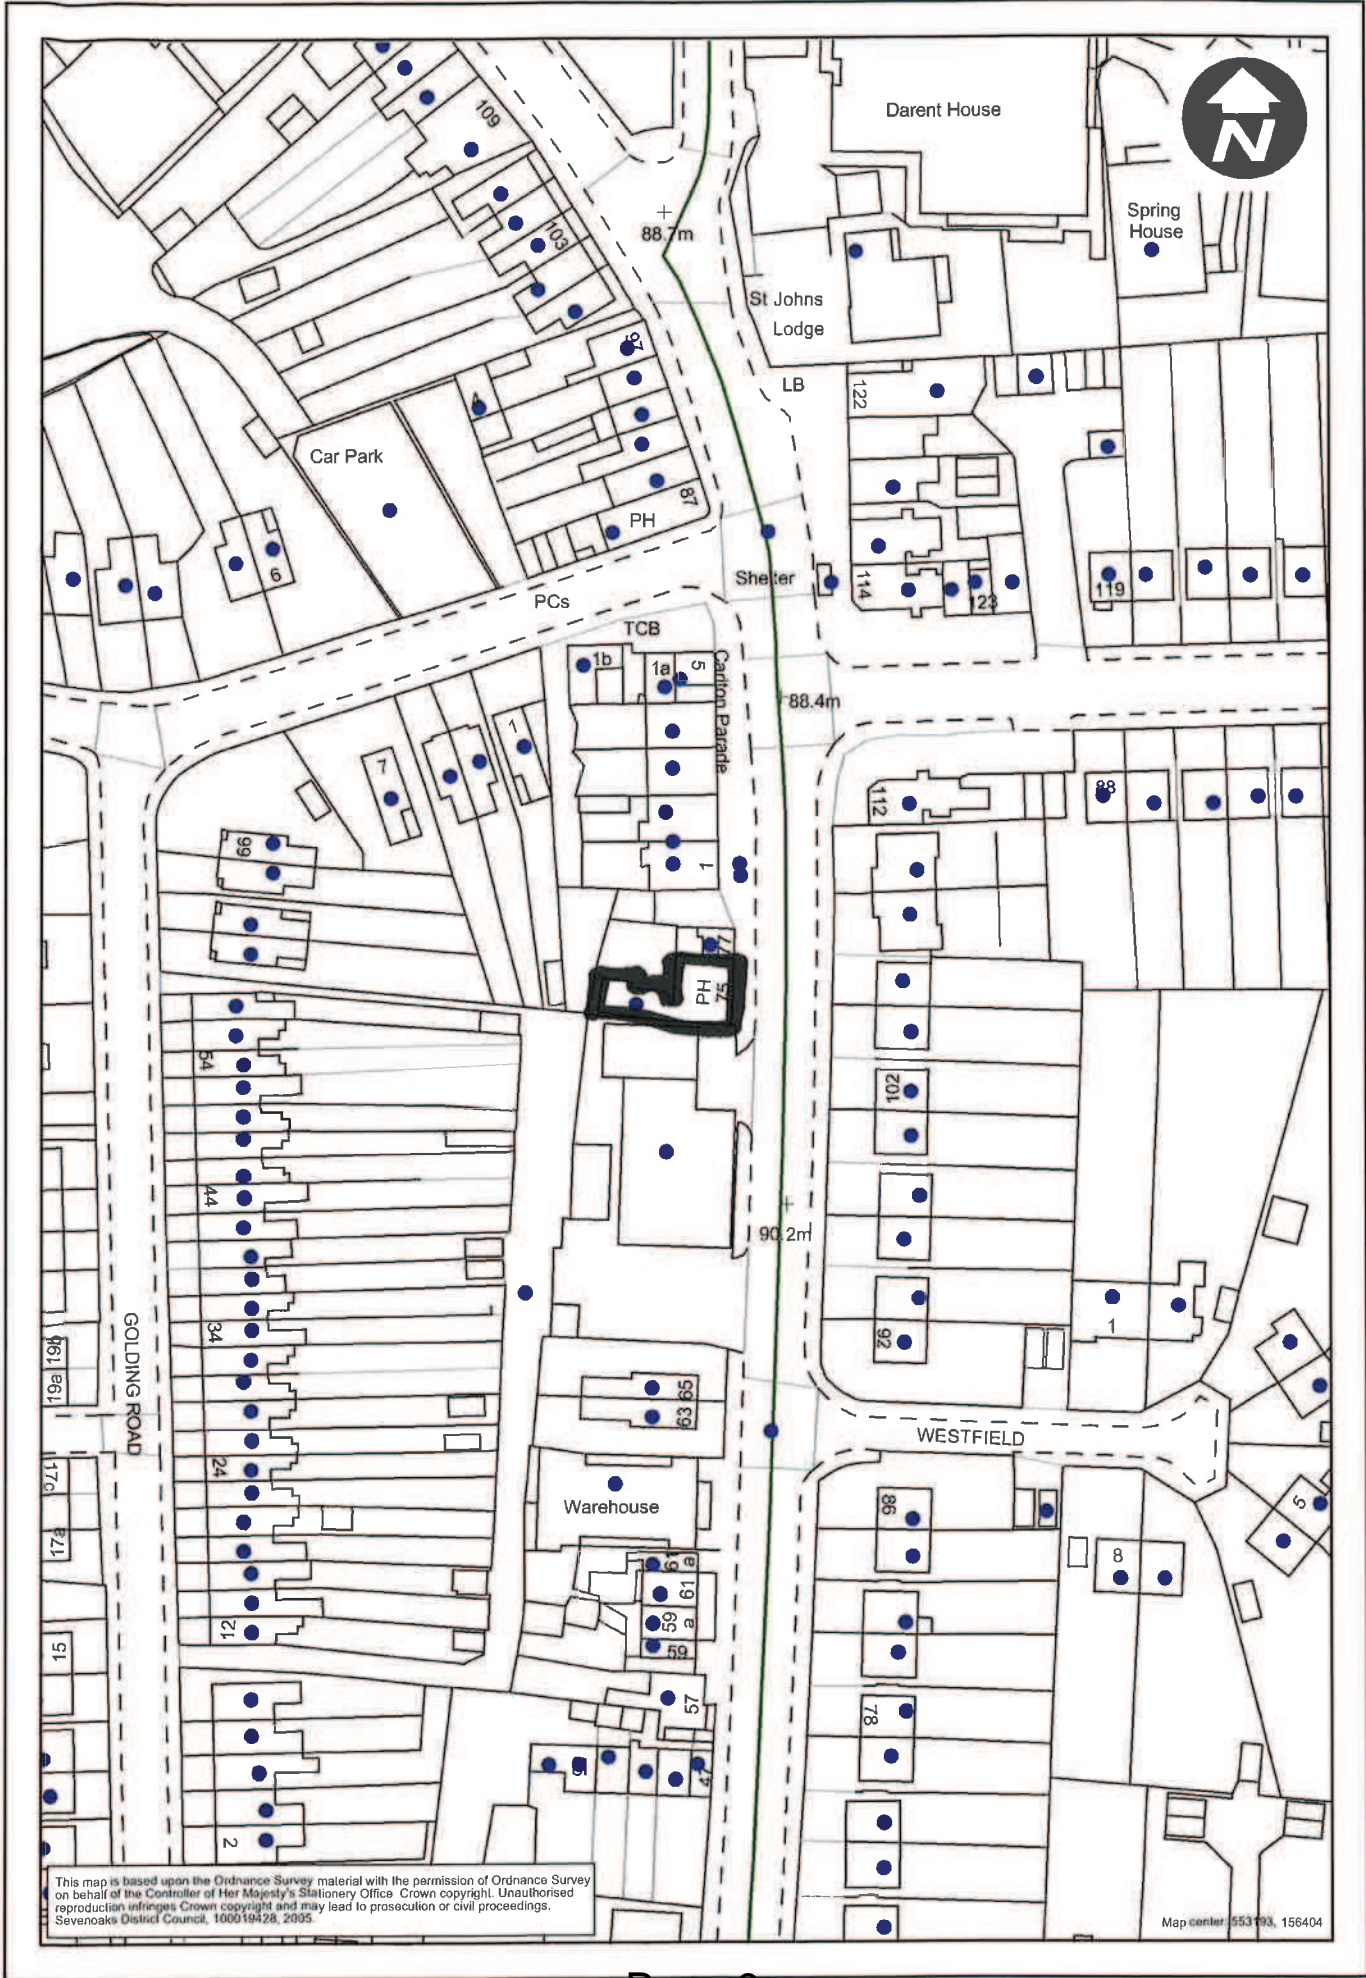 Darent House
N
109
Spring
House
103
88.7m
St Johns
Lodge
97
LB
122
4
Car Park
87
PH
6
Shelter
114
123
119
PCs
TCB
1b
1a
5
Carlton Parade
88.4m
1
7
112
88
66
1
77
PH
75
54
102
44
90.2m
34
92
1
GOLDING ROAD
19b
19a
65
63
WESTFIELD
24
17a
Warehouse
86
5
8
61
a
61
59
a
59
12
15
57
78
47
2
This map is based upon the Ordnance Survey material with the permission of Ordnance Survey
on behalf of the Controller of Her Majesty's Stationery Office Crown copyright. Unauthorised
reproduction infringes Crown copyright and may lead to prosecution or civil proceedings.
Sevenoaks District Council, 100019428, 2005.
Map center: 553193, 156404